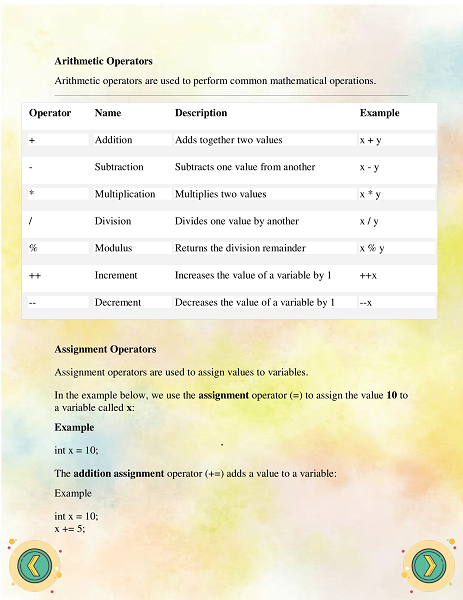 Arithmetic Operators
Arithmetic operators are used to perform common mathematical operations.
Operator Name Description Example
+ Addition Adds together two values x + y
- Subtraction Subtracts one value from another x - y
* Multiplication Multiplies two values x * y
/ Division Divides one value by another x / y
% Modulus Returns the division remainder x % y
++ Increment Increases the value of a variable by 1 ++x
-- Decrement Decreases the value of a variable by 1 --x
Assignment Operators
Assignment operators are used to assign values to variables.
In the example below, we use the assignment operator (=) to assign the value 10 to
a variable called x:
Example
int x = 10;
The addition assignment operator (+=) adds a value to a variable:
Example
int x = 10;
x += 5;